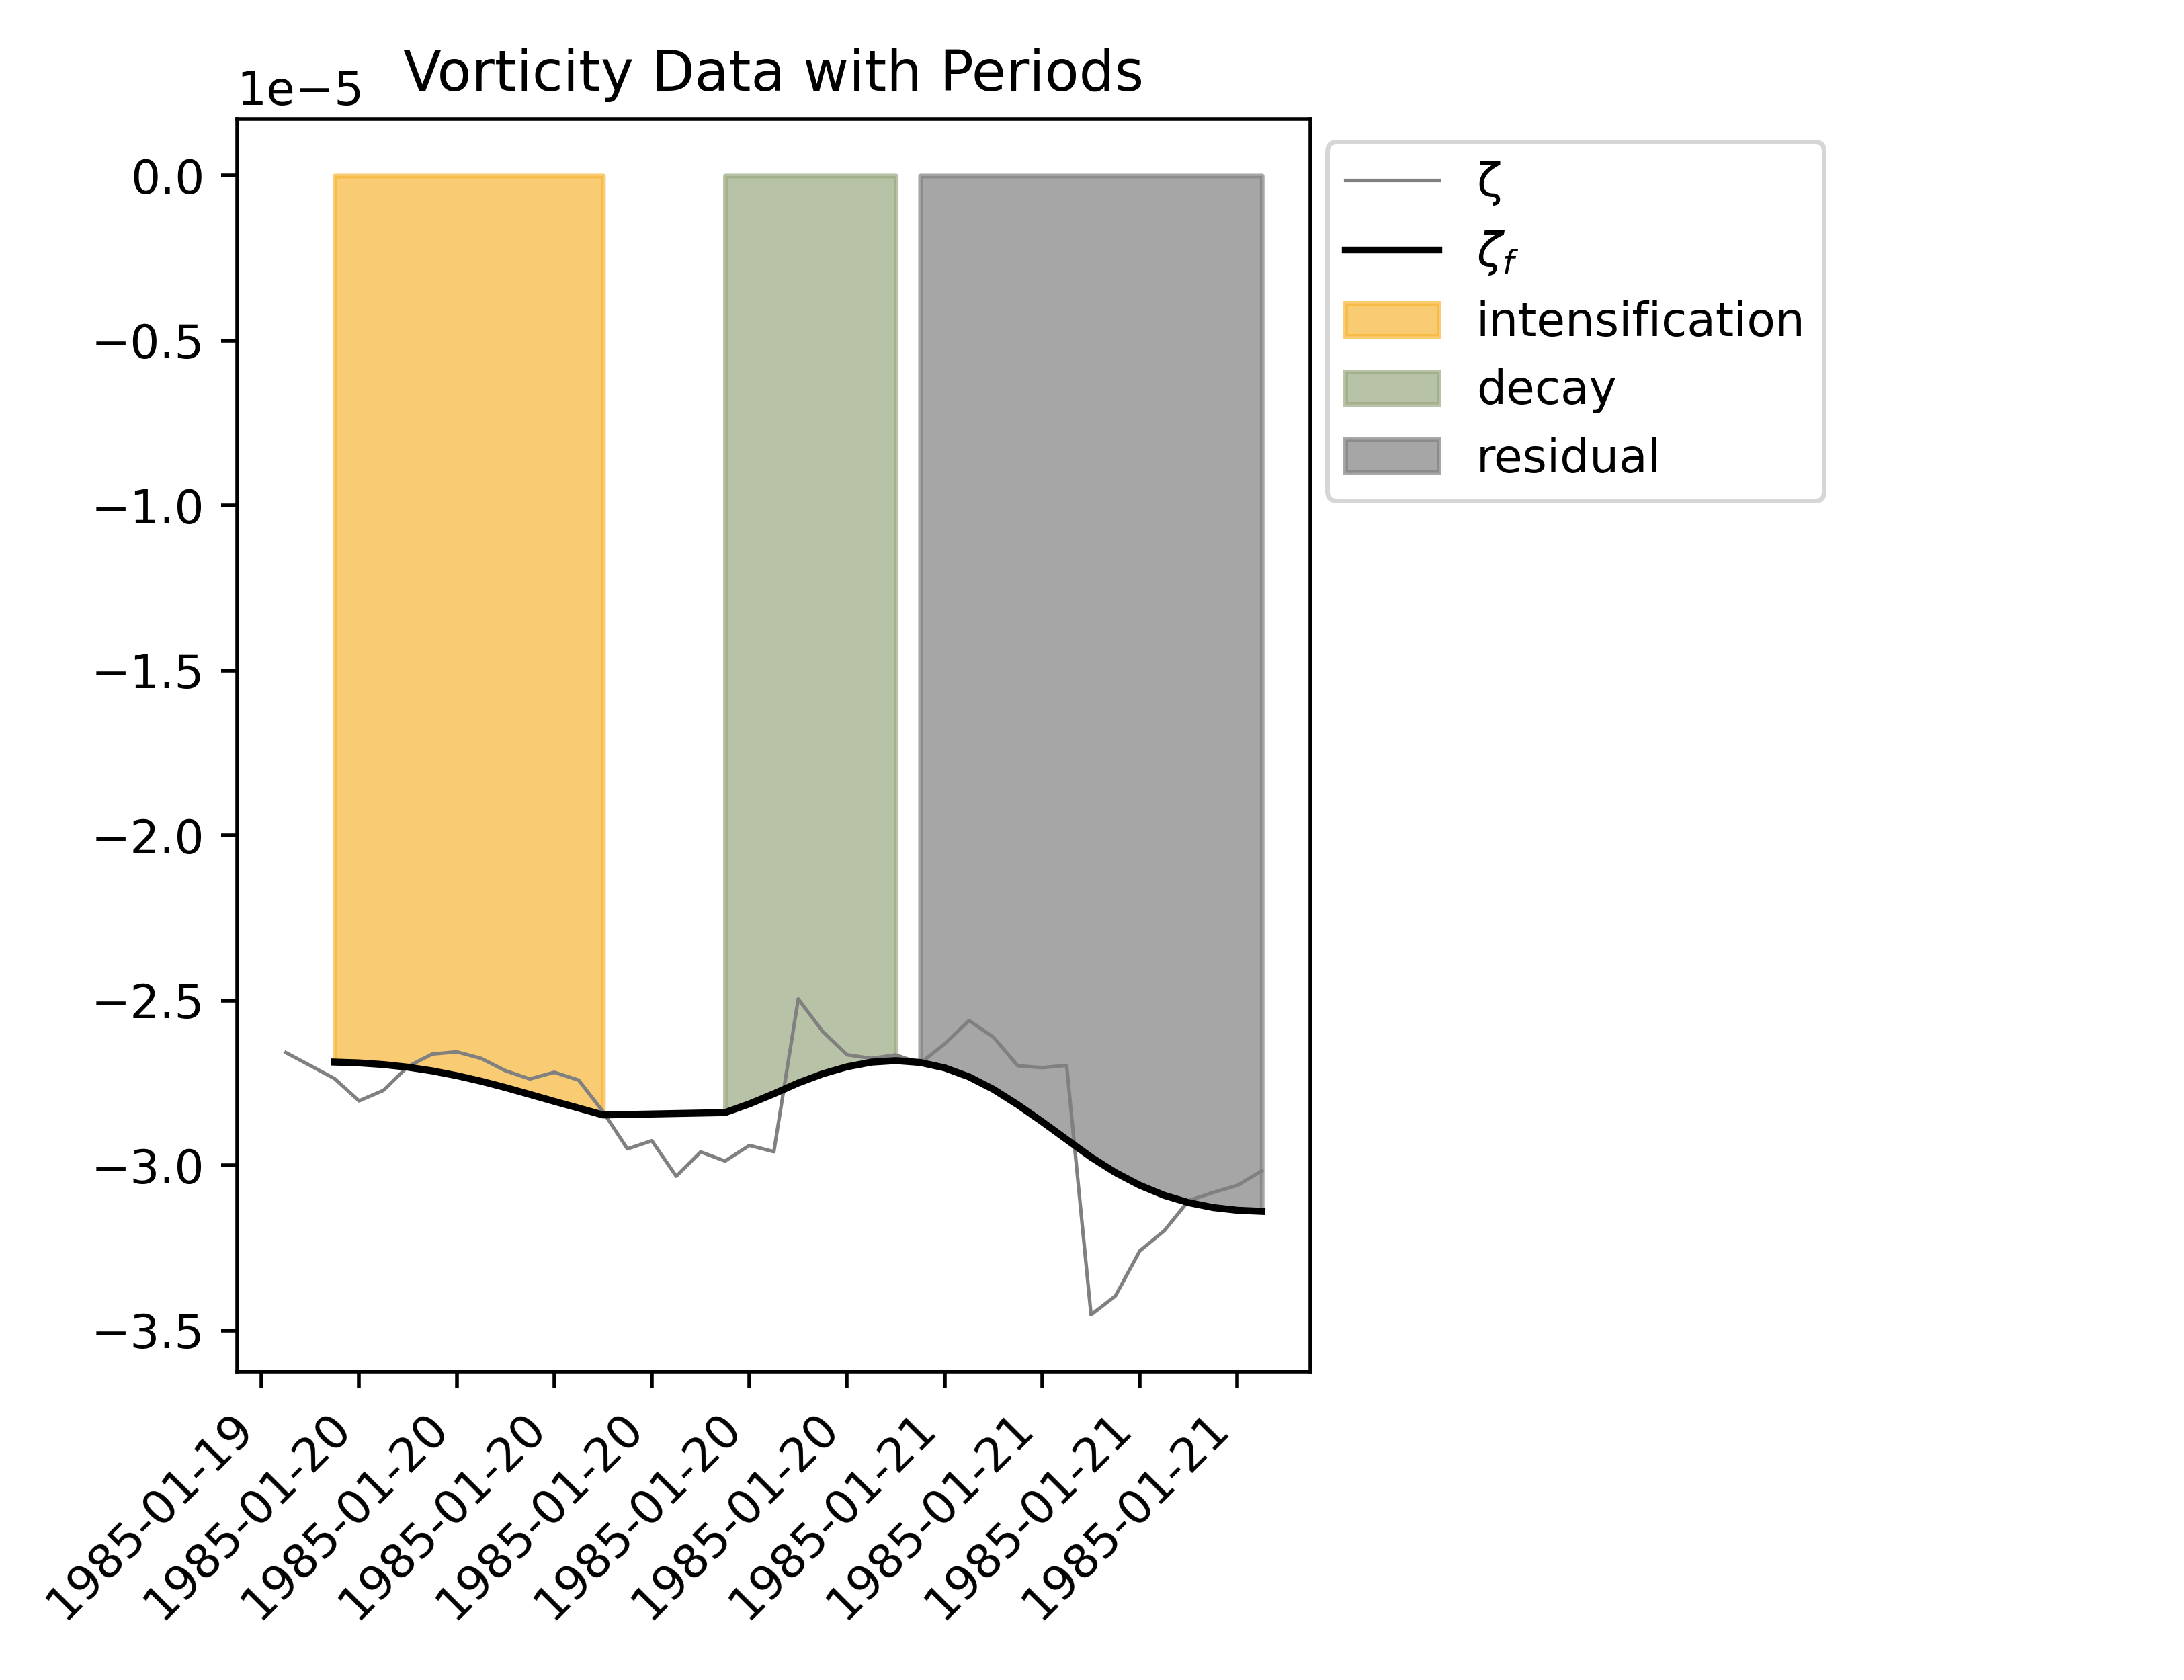 Vorticity Data with Periods
1e−5
0.0
−0.5
−1.0
−1.5
−2.0
−2.5
−3.0
−3.5
1985-01-19
1985-01-20
1985-01-20
1985-01-20
1985-01-20
1985-01-20
1985-01-20
1985-01-21
1985-01-21
1985-01-21
1985-01-21
ζ
ζf
intensification
decay
residual